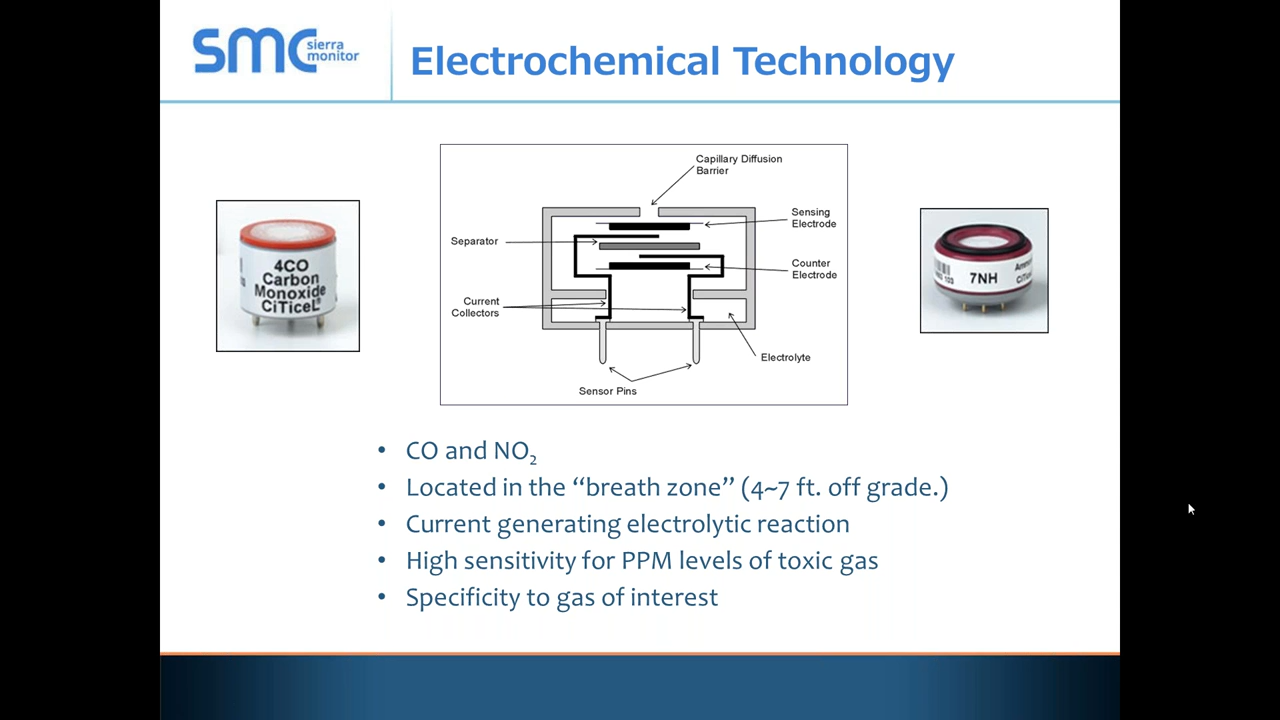 smc sierra
monitor
Electrochemical Technology
Capillary Diffusion
Barrier
Sensing
Electrode
Separator
Counter
Electrode
Current
Collectors
Electrolyte
Sensor Pins
4CO
Carbon
Monoxide
CiTiceL
7NH
• CO and NO₂
• Located in the “breath zone” (4~7 ft. off grade.)
• Current generating electrolytic reaction
• High sensitivity for PPM levels of toxic gas
• Specificity to gas of interest